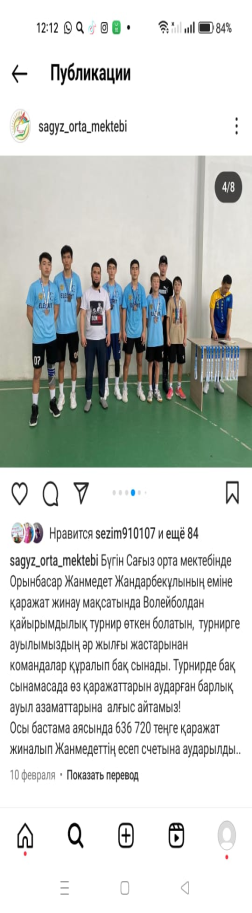 12:12
84%
Публикации
sagyz_orta_mektebi
4/8
07
Нравится sezim910107 и ещё 84
sagyz_orta_mektebi Бүгін Сағыз орта мектебінде
Орынбасар Жанмедет Жандарбекұлының еміне
қаражат жинау мақсатында Волейболдан
қайырымдылық турнир өткен болатын, турнирге
ауылымыздың әр жылғы жастарынан
командалар құралып бақ сынады. Турнирде бақ
сынамасада өз қаражаттарын аударған барлық
ауыл азаматтарына алғыс айтамыз!
Осы бастама аясында 636 720 теңге қаражат
жиналып Жанмедеттің есеп счетына аударылды..
10 февраля • Показать перевод